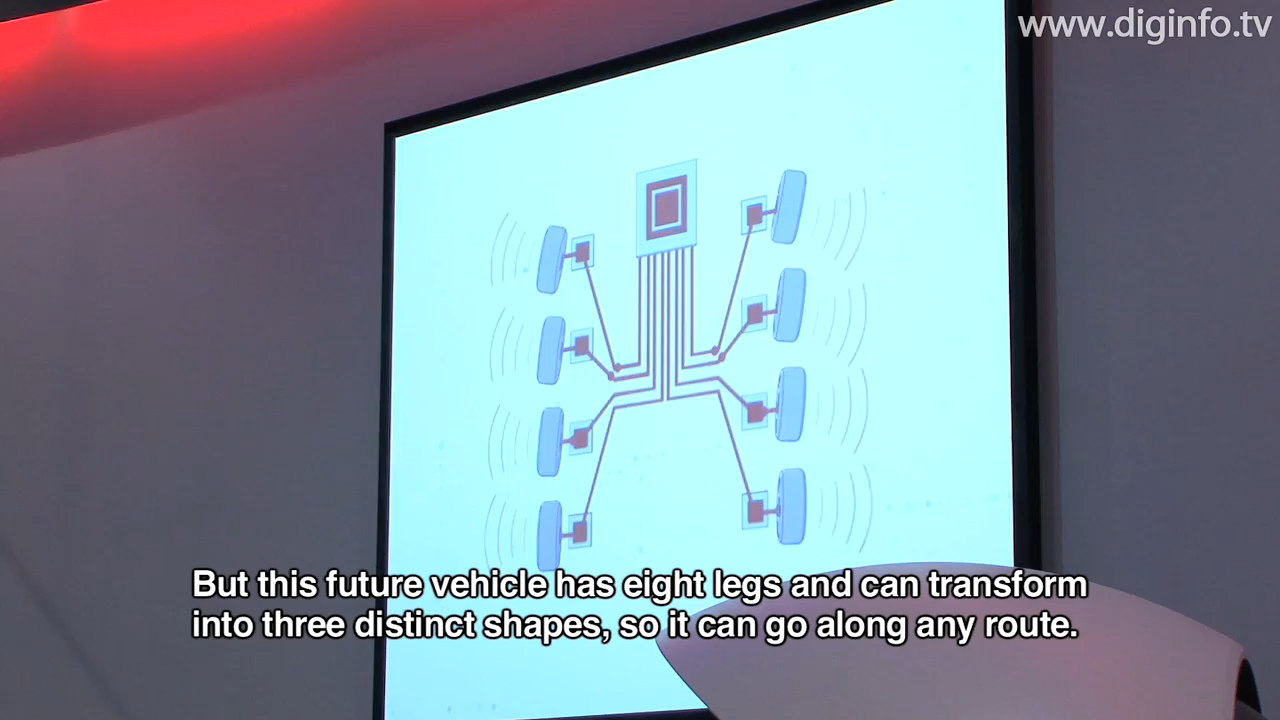 www.diginfo.tv
But this future vehicle has eight legs and can transform
into three distinct shapes, so it can go along any route.